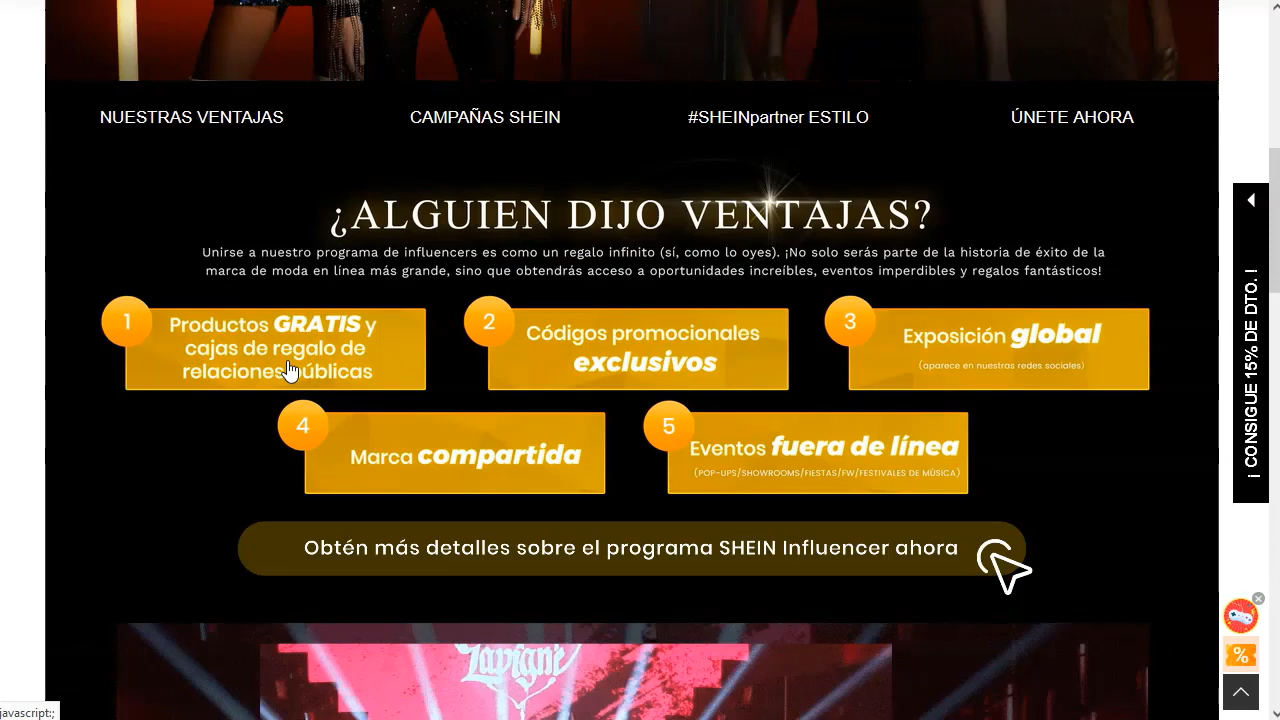 NUESTRAS VENTAJAS CAMPAÑAS SHEIN #SHEINpartner ESTILO ÚNETE AHORA
¿ALGUIEN DIJO VENTAJAS?
Unirse a nuestro programa de influencers es como un regalo infinito (sí, como lo oyes). ¡No solo serás parte de la historia de éxito de la
marca de moda en línea más grande, sino que obtendrás acceso a oportunidades increíbles, eventos imperdibles y regalos fantásticos!
1
Productos GRATIS y
cajas de regalo de
relaciones públicas
2
Códigos promocionales
exclusivos
3
Exposición global
(aparece en nuestras redes sociales)
4
Marca compartida
5
Eventos fuera de línea
(POP-UPS/SHOWROOMS/FIESTAS/FW/FESTIVALES DE MÚSICA)
Obtén más detalles sobre el programa SHEIN Influencer ahora
¡ CONSIGUE 15% DE DTO. !
%
javascript:;